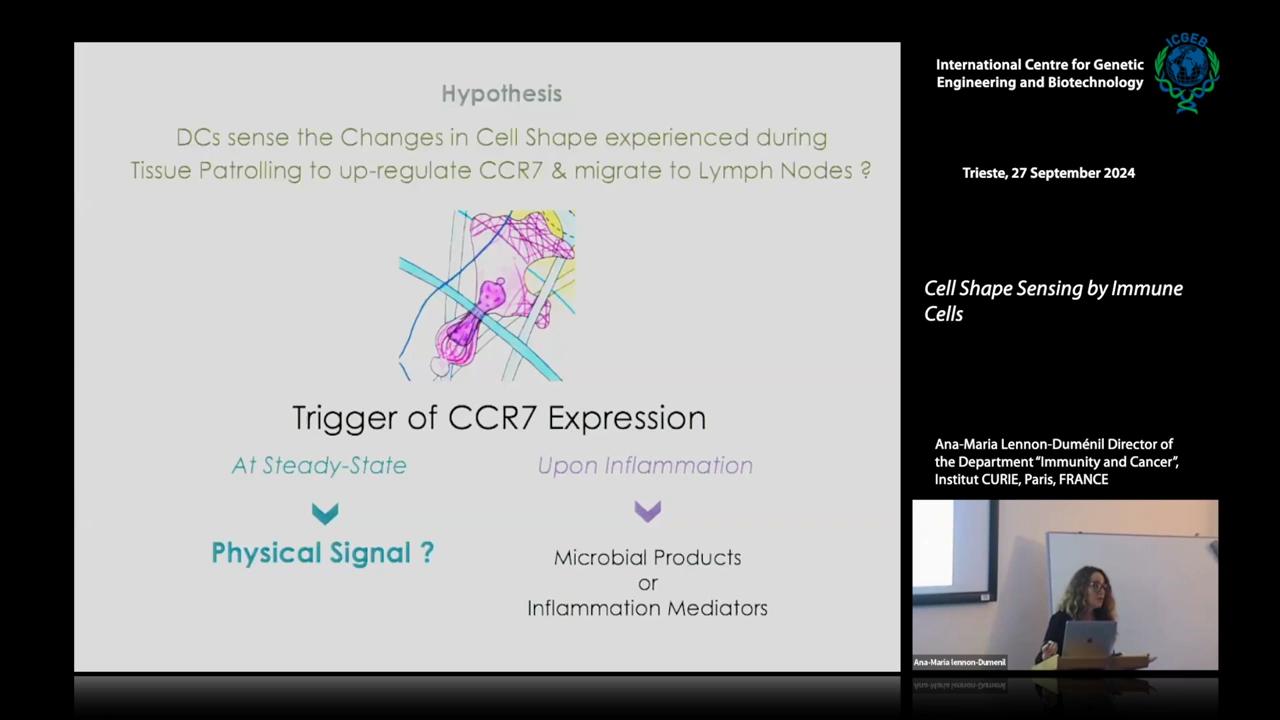 Hypothesis
DCs sense the Changes in Cell Shape experienced during
Tissue Patrolling to up-regulate CCR7 & migrate to Lymph Nodes ?
Trigger of CCR7 Expression
At Steady-State
Upon Inflammation
Physical Signal ?
Microbial Products
or
Inflammation Mediators
International Centre for Genetic
Engineering and Biotechnology
ICGEB
Trieste, 27 September 2024
Cell Shape Sensing by Immune
Cells
Ana-Maria Lennon-Duménil Director of
the Department “Immunity and Cancer”,
Institut CURIE, Paris, FRANCE
Ana-Maria lennon-Dumenil